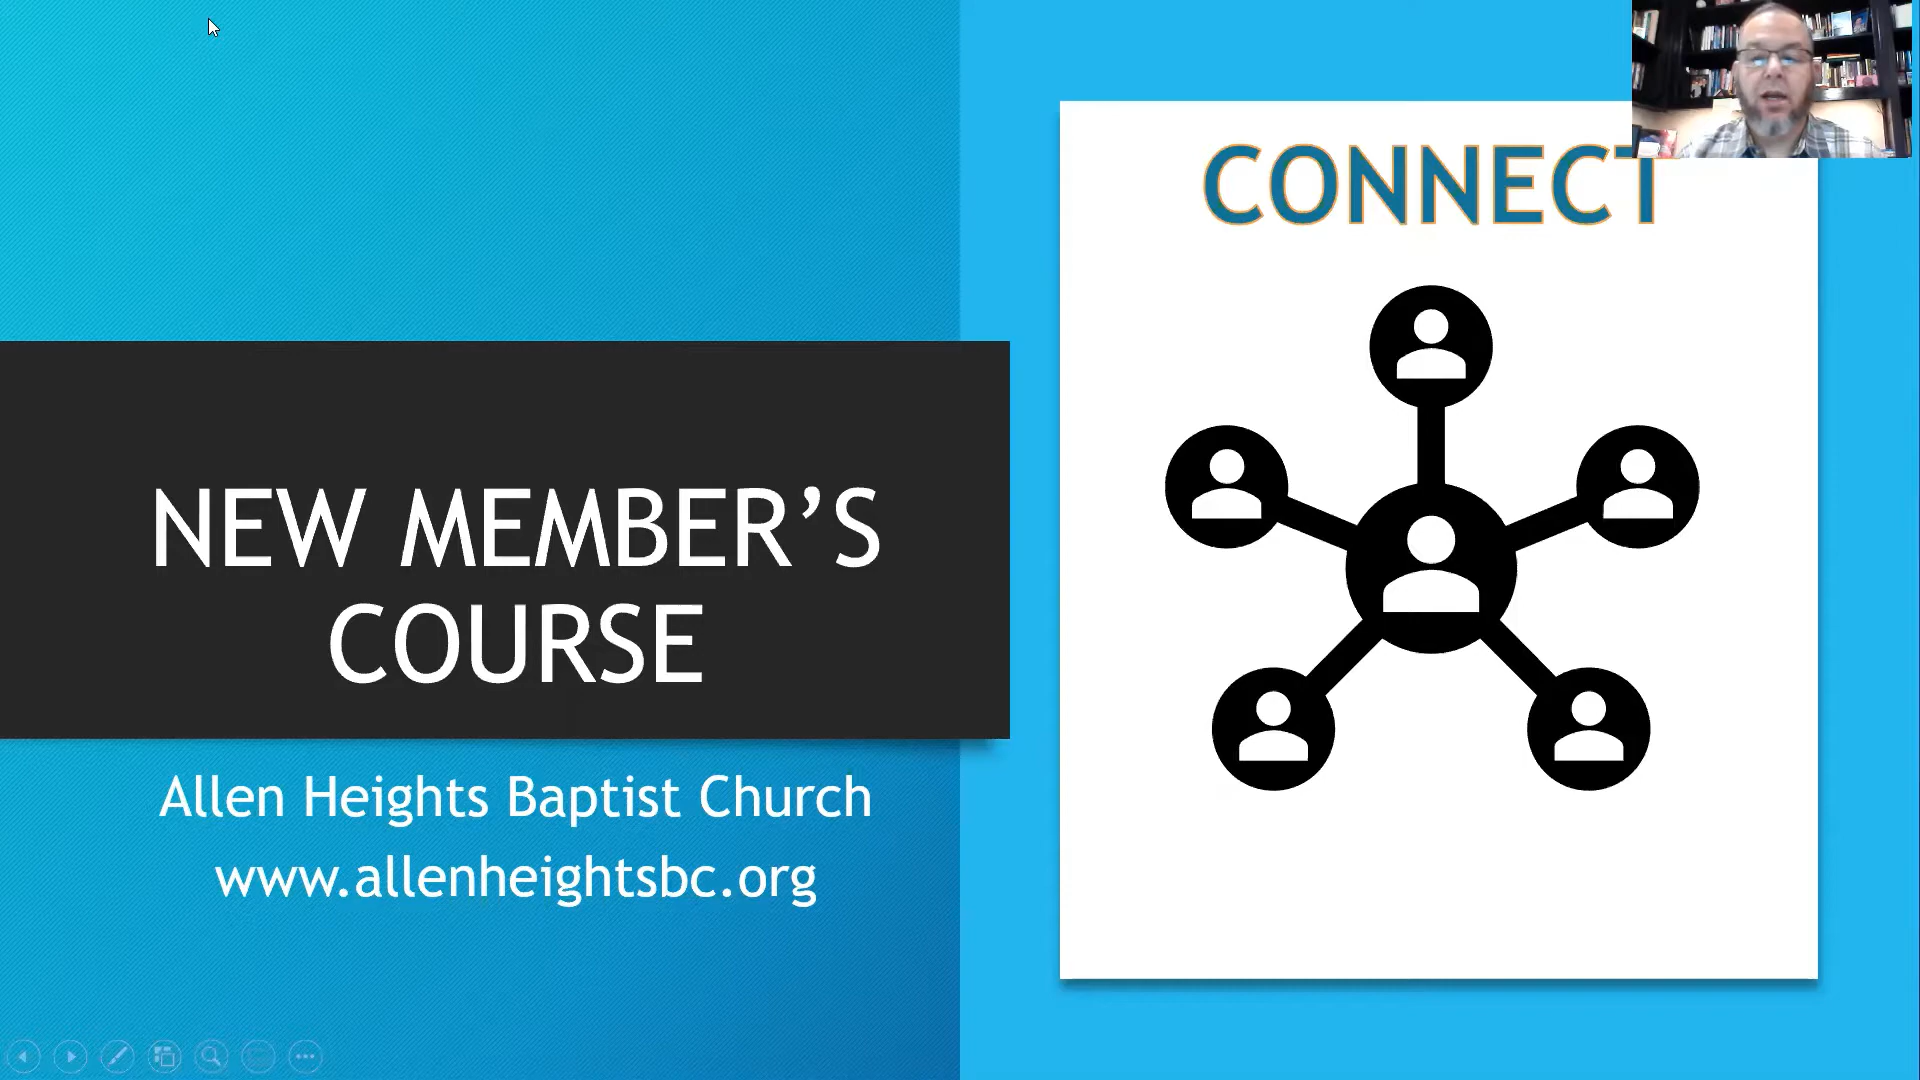 CONNECT
NEW MEMBER’S
COURSE
Allen Heights Baptist Church
www.allenheightsbc.org